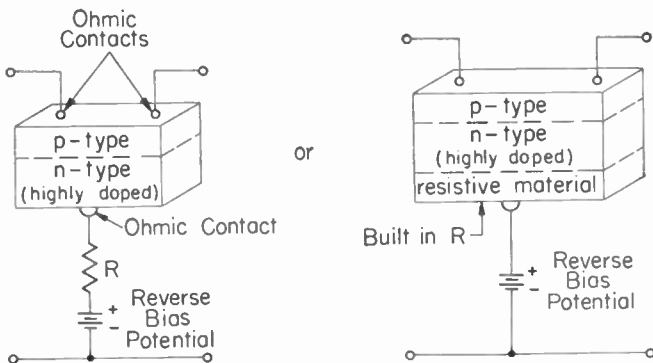 Ohmic
Contacts
p-type
n-type
(highly doped)
Ohmic Contact
R
+
-
Reverse
Bias
Potential
or
p-type
n-type
(highly doped)
resistive material
Built in R
+
-
Reverse
Bias
Potential